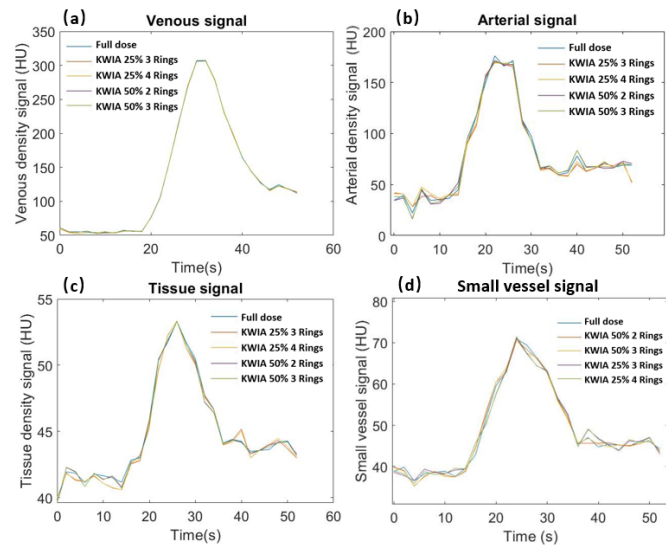 (a) Venous signal
Venous density signal (HU)
350
300
250
200
150
100
50
0
20
40
60
Time(s)
Full dose
KWIA 25% 3 Rings
KWIA 25% 4 Rings
KWIA 50% 2 Rings
KWIA 50% 3 Rings
(b) Arterial signal
Arterial density signal (HU)
200
150
100
50
0
0 10 20 30 40 50
Time(s)
Full dose
KWIA 25% 3 Rings
KWIA 25% 4 Rings
KWIA 50% 2 Rings
KWIA 50% 3 Rings
(c) Tissue signal
Tissue density signal (HU)
55
50
45
40
0 20 40 60
Time(s)
Full dose
KWIA 25% 3 Rings
KWIA 25% 4 Rings
KWIA 50% 2 Rings
KWIA 50% 3 Rings
(d) Small vessel signal
Small vessel signal (HU)
80
70
60
50
40
0 10 20 30 40 50
Time (s)
Full dose
KWIA 50% 2 Rings
KWIA 50% 3 Rings
KWIA 25% 3 Rings
KWIA 25% 4 Rings